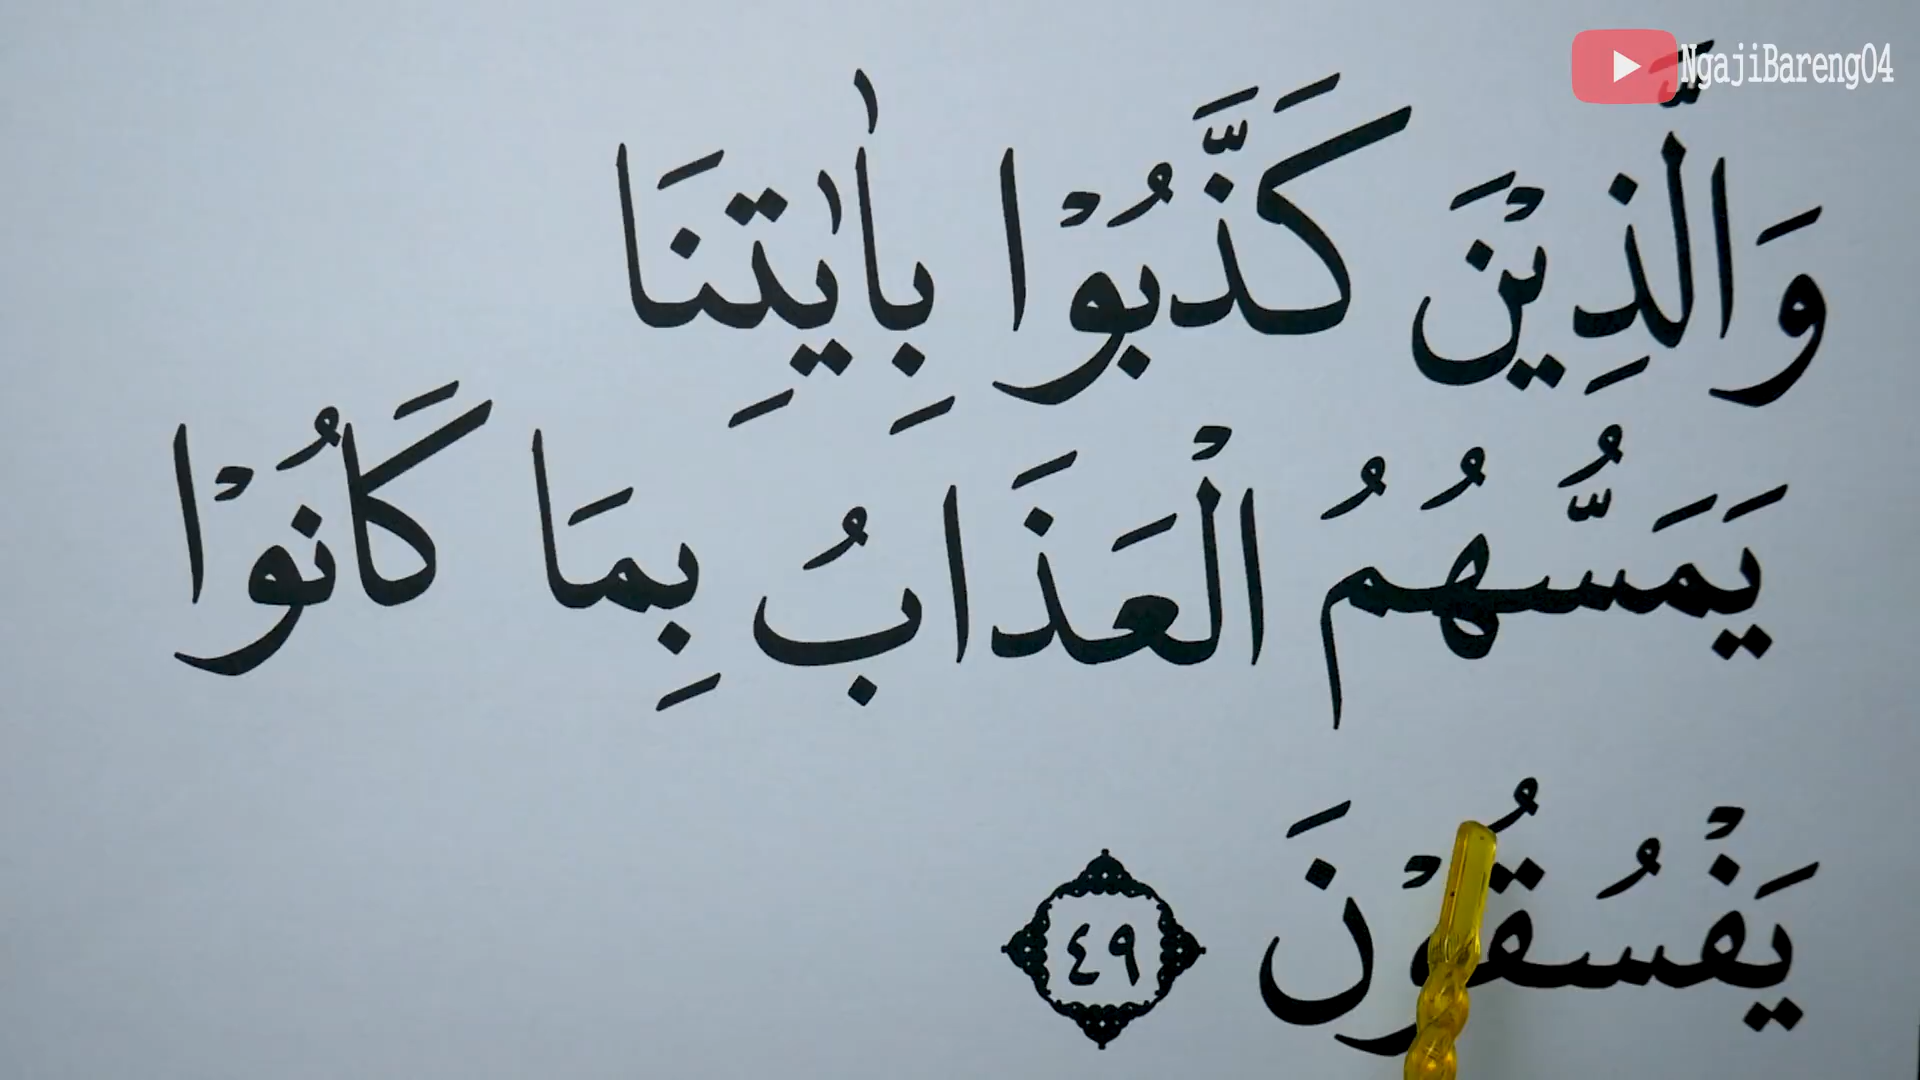 NgajiBareng04
وَالَّذِيْنَ كَذَّبُوْا بِاٰيٰتِنَا
يَمَسُّهُمُ الْعَذَابُ بِمَا كَانُوْا
يَفْسُقُوْنَ ٤٩